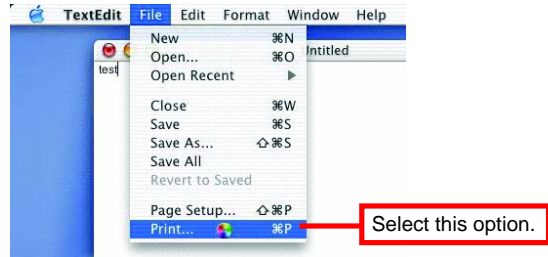 TextEdit File Edit Format Window Help
Untitled
test
New ⌘N
Open... ⌘O
Open Recent ▶
Close ⌘W
Save ⌘S
Save As... ⇧⌘S
Save All
Revert to Saved
Page Setup... ⇧⌘P
Print... ⌘P
Select this option.